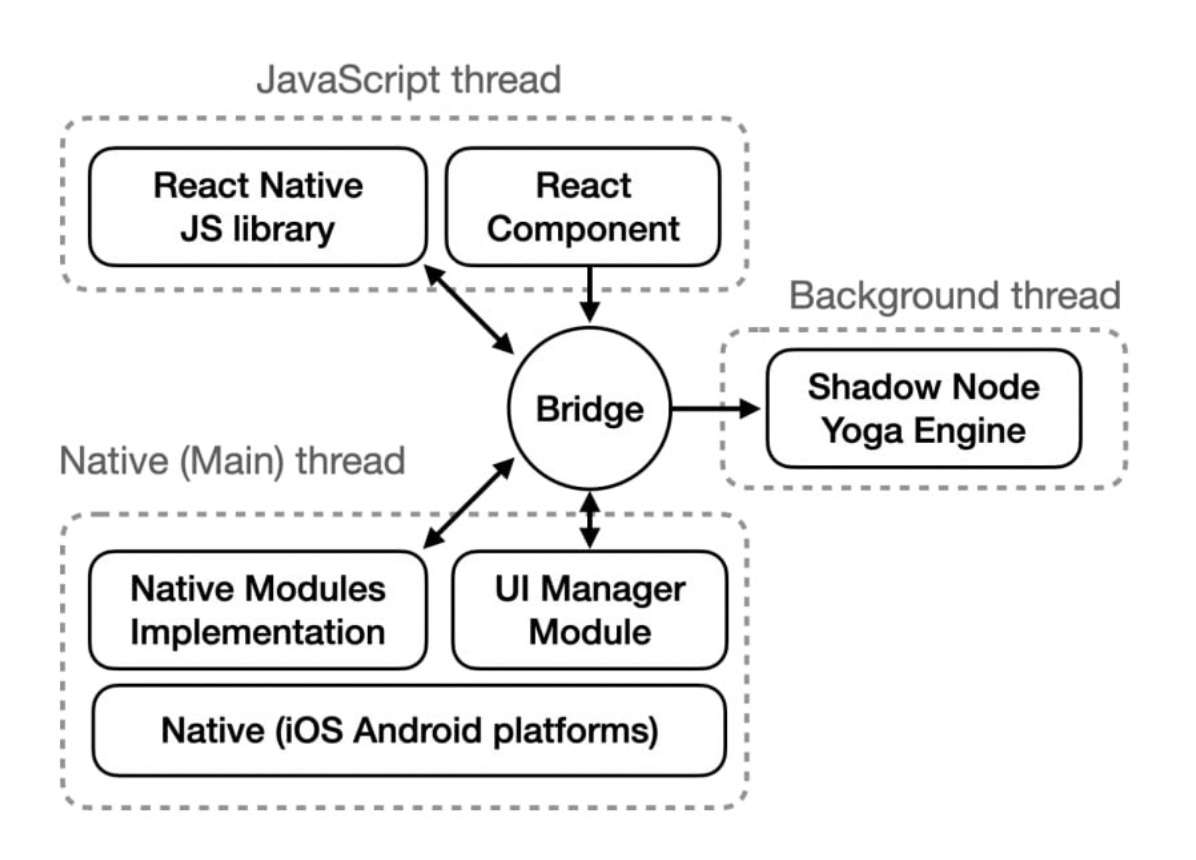 JavaScript thread
React Native
JS library
React
Component
Background thread
Shadow Node
Yoga Engine
Bridge
Native (Main) thread
Native Modules
Implementation
UI Manager
Module
Native (iOS Android platforms)